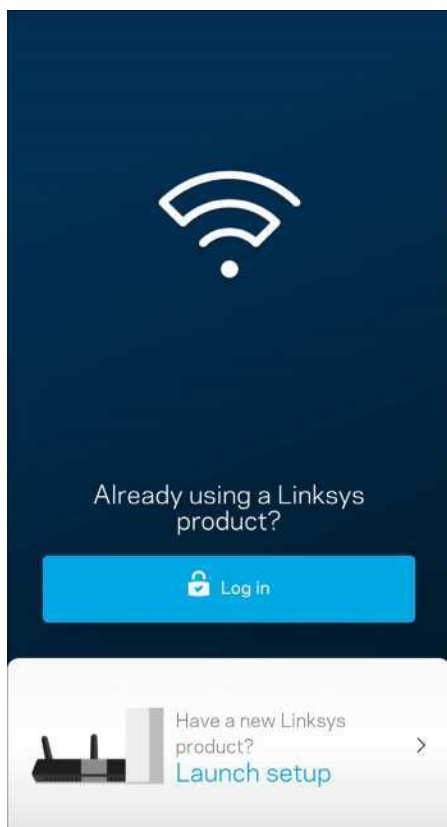 Already using a Linksys
product?
Log in
Have a new Linksys
product?
Launch setup